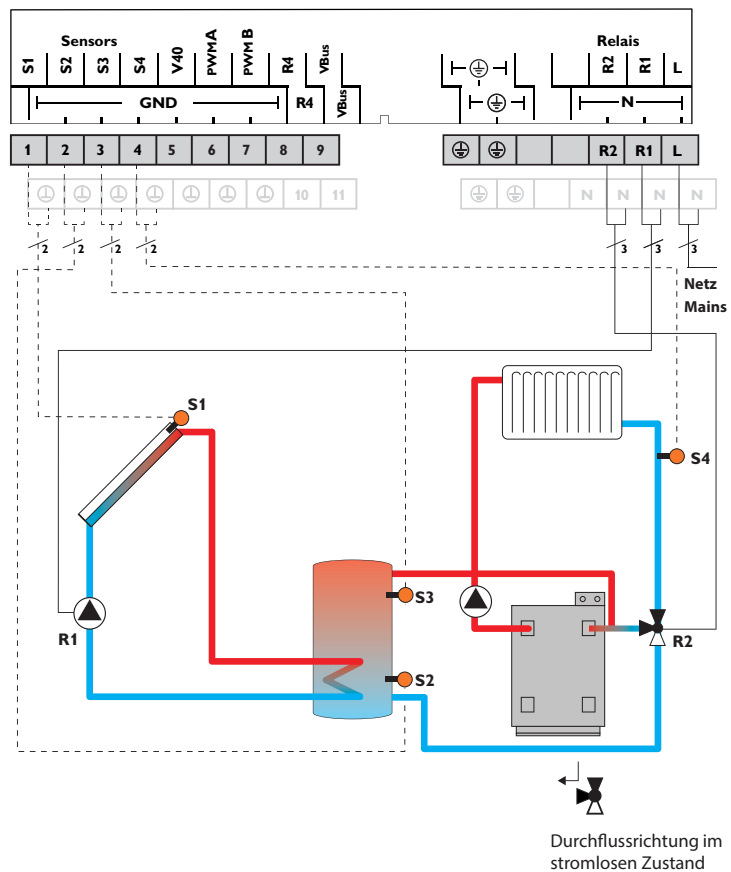 Sensors
Relais
S1 S2 S3 S4 V40 PWM A PWM B R4 VBus
R2 R1 L
GND R4 VBus
N
1 2 3 4 5 6 7 8 9
R2 R1 L
10 11
N N N N
2 2 2 2
3 3 3
Netz
Mains
S1
S4
S3
R1
R2
S2
Durchflussrichtung im
stromlosen Zustand